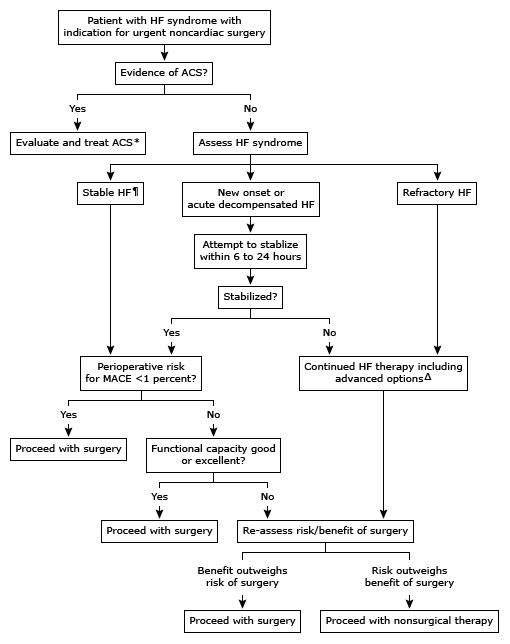 Patient with HF syndrome with
indication for urgent noncardiac surgery
Evidence of ACS?
Yes
No
Evaluate and treat ACS*
Assess HF syndrome
Stable HF¶
New onset or
acute decompensated HF
Refractory HF
Attempt to stablize
within 6 to 24 hours
Stabilized?
Yes
No
Perioperative risk
for MACE <1 percent?
Continued HF therapy including
advanced optionsΔ
Yes
No
Proceed with surgery
Functional capacity good
or excellent?
Yes
No
Proceed with surgery
Re-assess risk/benefit of surgery
Benefit outweighs
risk of surgery
Risk outweighs
benefit of surgery
Proceed with surgery
Proceed with nonsurgical therapy